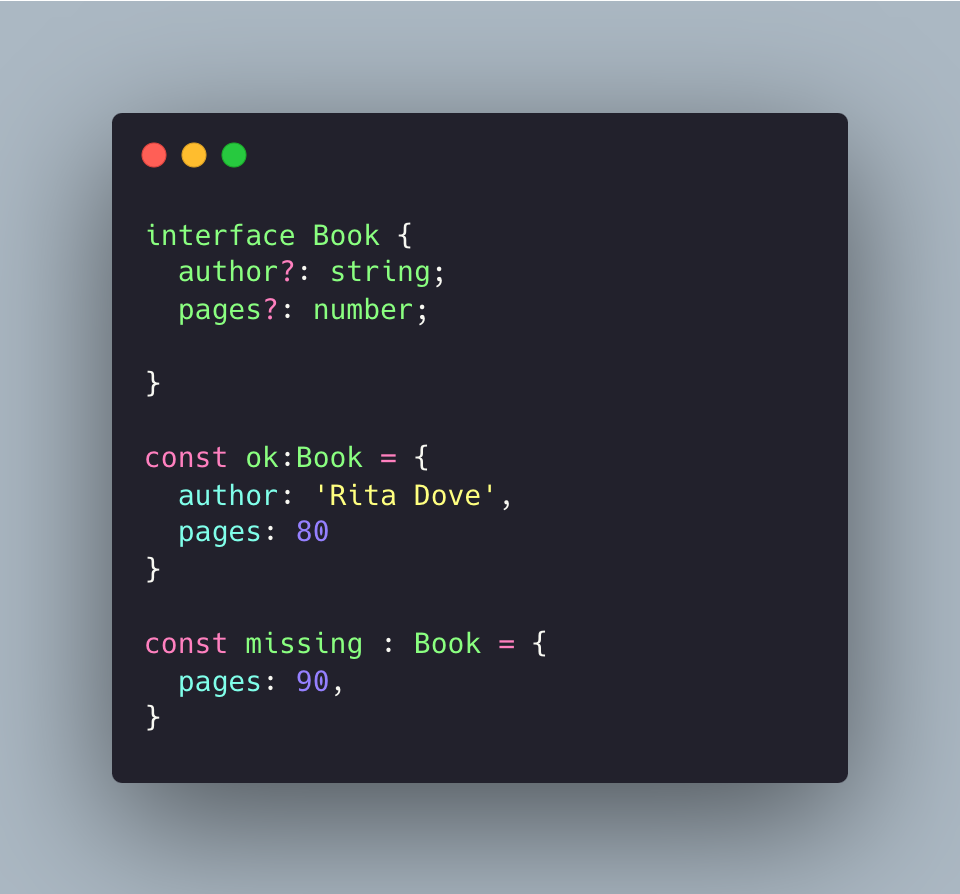 interface Book {
  author?: string;
  pages?: number;

}

const ok:Book = {
  author: 'Rita Dove',
  pages: 80
}

const missing : Book = {
  pages: 90,
}